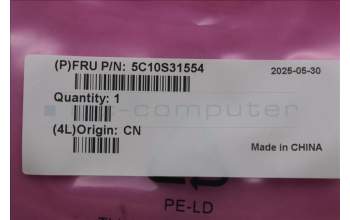 (P)FRU P/N: 5C10S31554
2025-05-30
Quantity: 1
-computer
(4L)Origin: CN
Made in CHINA
PE-LD